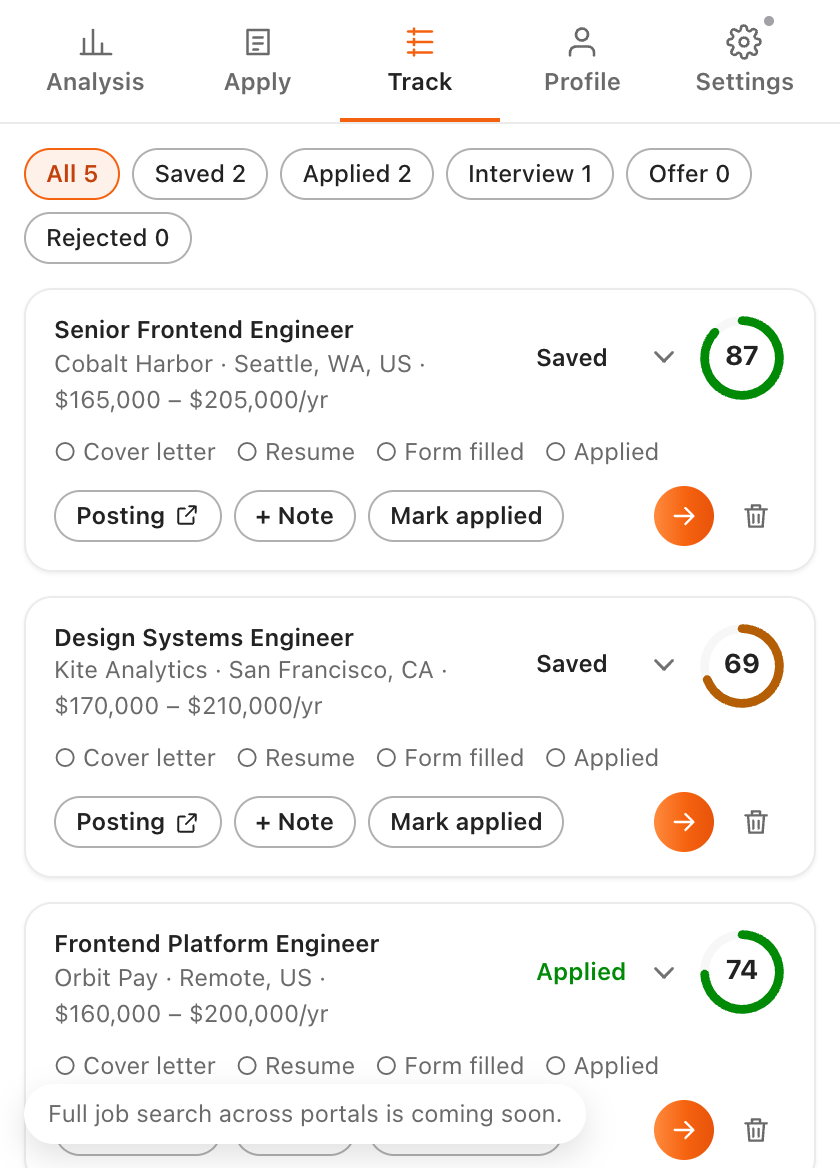 Analysis
Apply
Track
Profile
Settings
All 5
Saved 2
Applied 2
Interview 1
Offer 0
Rejected 0
Senior Frontend Engineer
Cobalt Harbor · Seattle, WA, US ·
$165,000 – $205,000/yr
Saved
87
Cover letter
Resume
Form filled
Applied
Posting
+ Note
Mark applied
Design Systems Engineer
Kite Analytics · San Francisco, CA ·
$170,000 – $210,000/yr
Saved
69
Cover letter
Resume
Form filled
Applied
Posting
+ Note
Mark applied
Frontend Platform Engineer
Orbit Pay · Remote, US ·
$160,000 – $200,000/yr
Applied
74
Cover letter
Resume
Form filled
Applied
Full job search across portals is coming soon.